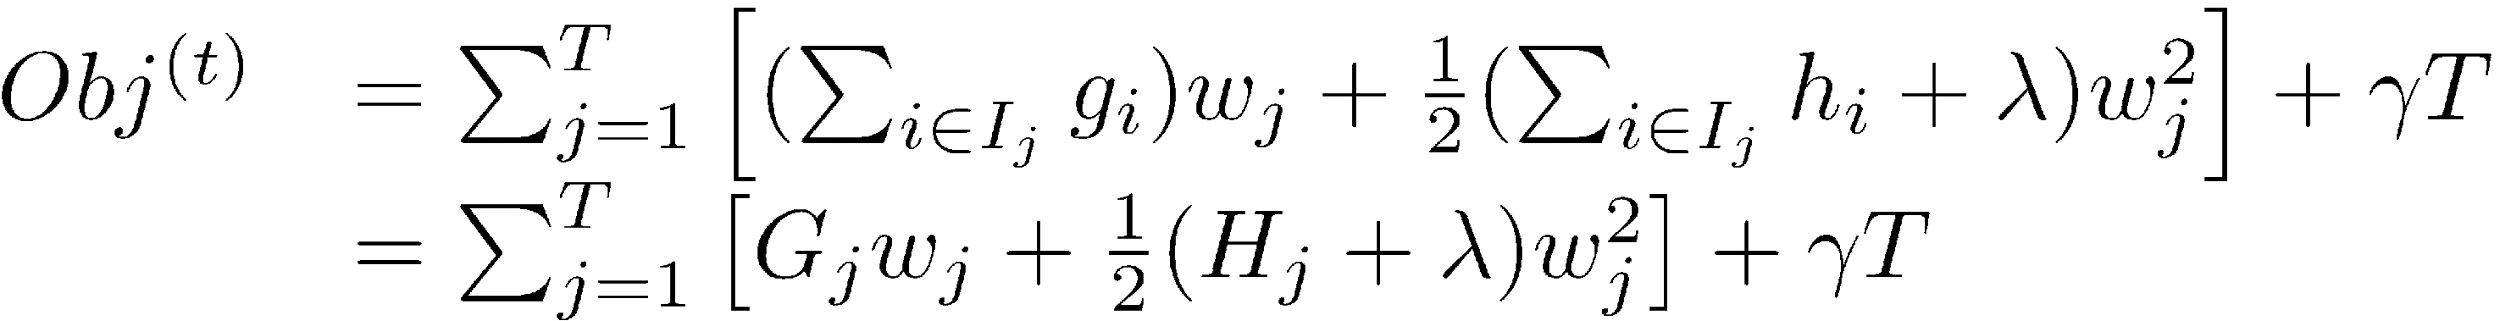 Obj^{(t)} = \sum_{j=1}^{T} \left[ (\sum_{i \in I_j} g_i) w_j + \frac{1}{2} (\sum_{i \in I_j} h_i + \lambda) w_j^2 \right] + \gamma T
= \sum_{j=1}^{T} \left[ G_j w_j + \frac{1}{2} (H_j + \lambda) w_j^2 \right] + \gamma T